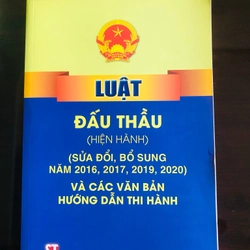 LUẬT
ĐẤU THẦU
(HIỆN HÀNH)
(SỬA ĐỔI, BỔ SUNG
NĂM 2016, 2017, 2019, 2020)
VÀ CÁC VĂN BẢN
HƯỚNG DẪN THI HÀNH